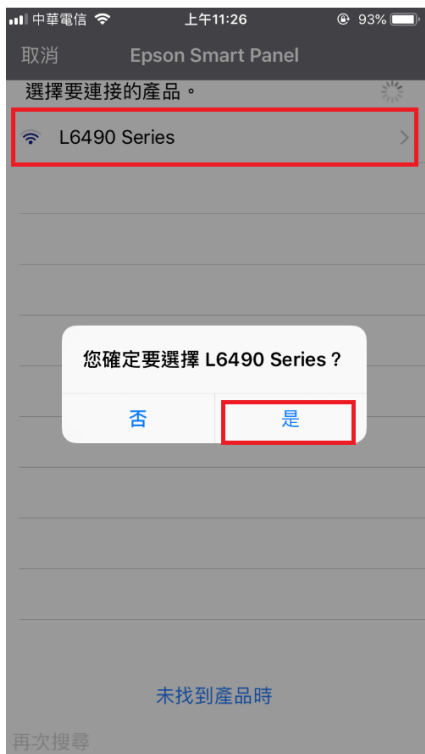 中華電信 上午11:26 93%
取消 Epson Smart Panel
選擇要連接的產品。
L6490 Series
您確定要選擇 L6490 Series？
否 是
未找到產品時
再次搜尋